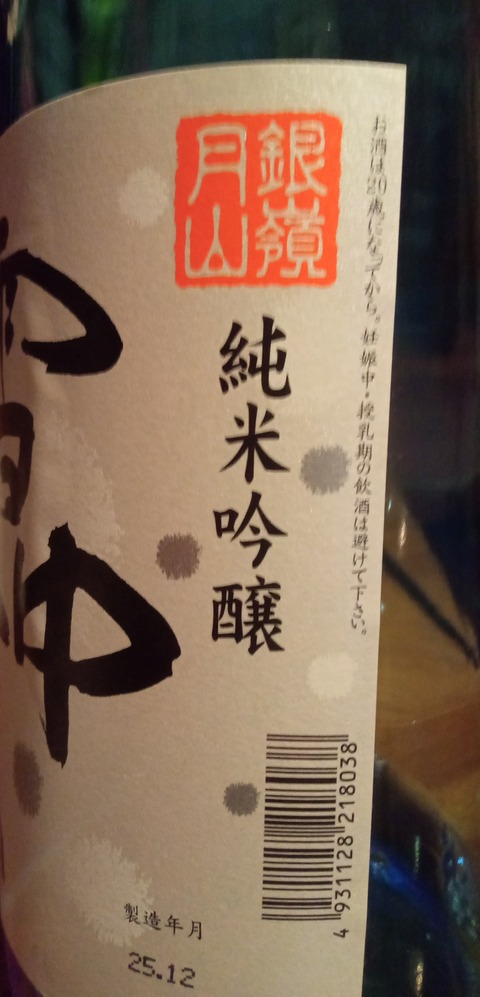 お酒は20歳になってから。妊娠中・授乳期の飲酒は避けて下さい。
銀嶺
月山
純米吟醸
中
4 931128 218038
製造年月
25.12